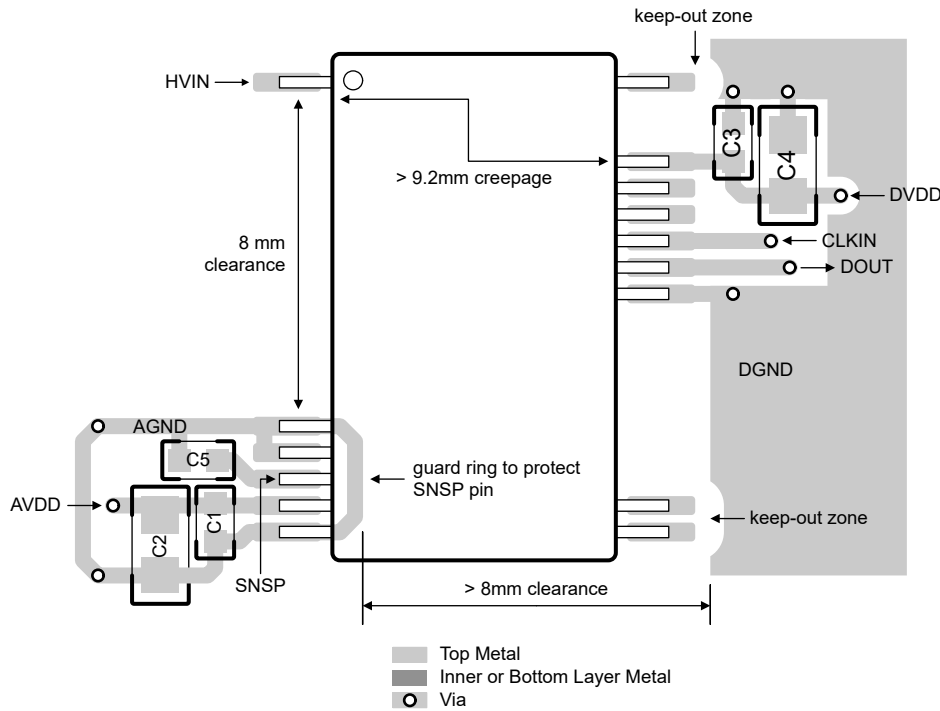 keep-out zone
HVIN
C3
C4
> 9.2mm creepage
DVDD
8 mm
clearance
CLKIN
DOUT
DGND
AGND
C5
guard ring to protect
SNSP pin
AVDD
C1
C2
keep-out zone
SNSP
> 8mm clearance
Top Metal
Inner or Bottom Layer Metal
Via